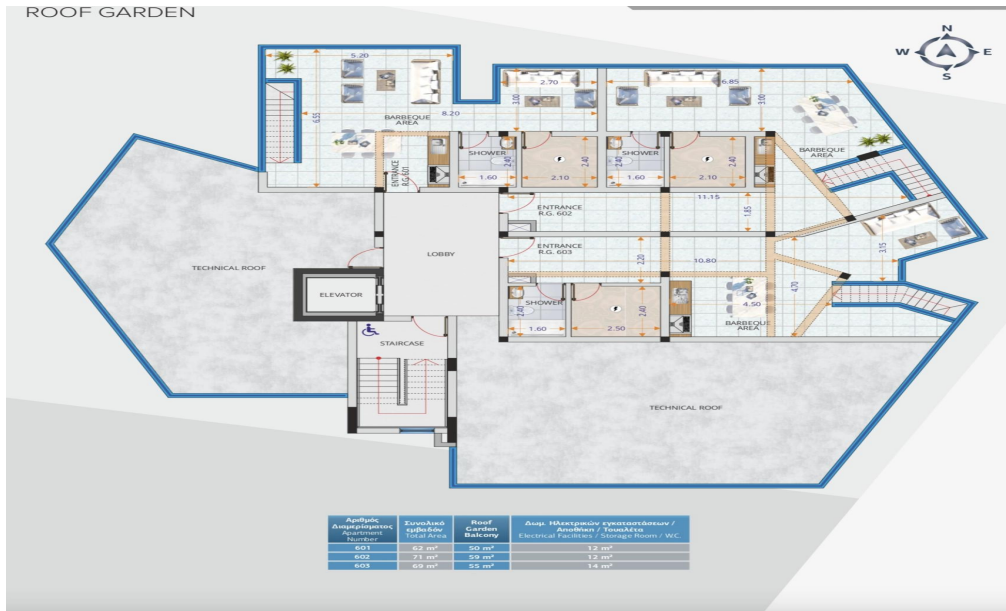 ROOF GARDEN
N
W E
S
5.20
6.55
8.20
BARBEQUE
AREA
2.70
3.00
6.85
3.00
BARBEQUE
AREA
ENTRANCE
R.G. 601
SHOWER
2.40
1.60
2.40
2.10
SHOWER
2.40
1.60
2.40
2.10
11.15
1.85
ENTRANCE
R.G. 602
ENTRANCE
R.G. 603
LOBBY
2.20
10.80
3.15
4.70
4.50
BARBEQUE
AREA
TECHNICAL ROOF
ELEVATOR
SHOWER
2.40
1.60
2.40
2.50
STAIRCASE
TECHNICAL ROOF
Αριθμός Διαμερίσματος Apartment Number
Συνολικό εμβαδόν Total Area
Roof Garden Balcony
Δωμ. Ηλεκτρικών εγκαταστάσεων / Αποθήκη / Τουαλέτα Electrical Facilities / Storage Room / W.C.
601 62 m² 50 m² 12 m²
602 71 m² 59 m² 12 m²
603 69 m² 55 m² 14 m²